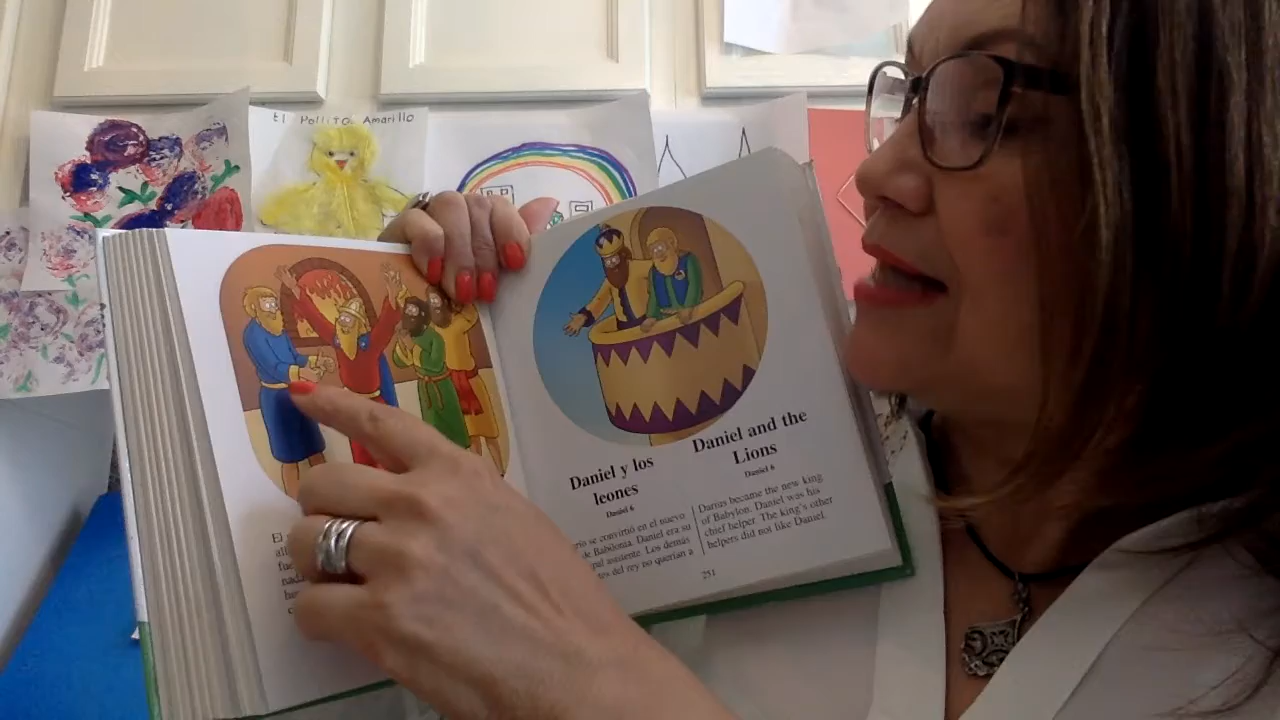 El Pollito Amarillo
El
Daniel y los
leones
Daniel 6
se convirtió en el nuevo
de Babilonia. Daniel era su
asistente. Los demás
del rey no querían a
Daniel and the
Lions
Daniel 6
Darius became the new king
of Babylon. Daniel was his
chief helper. The king's other
helpers did not like Daniel.
251